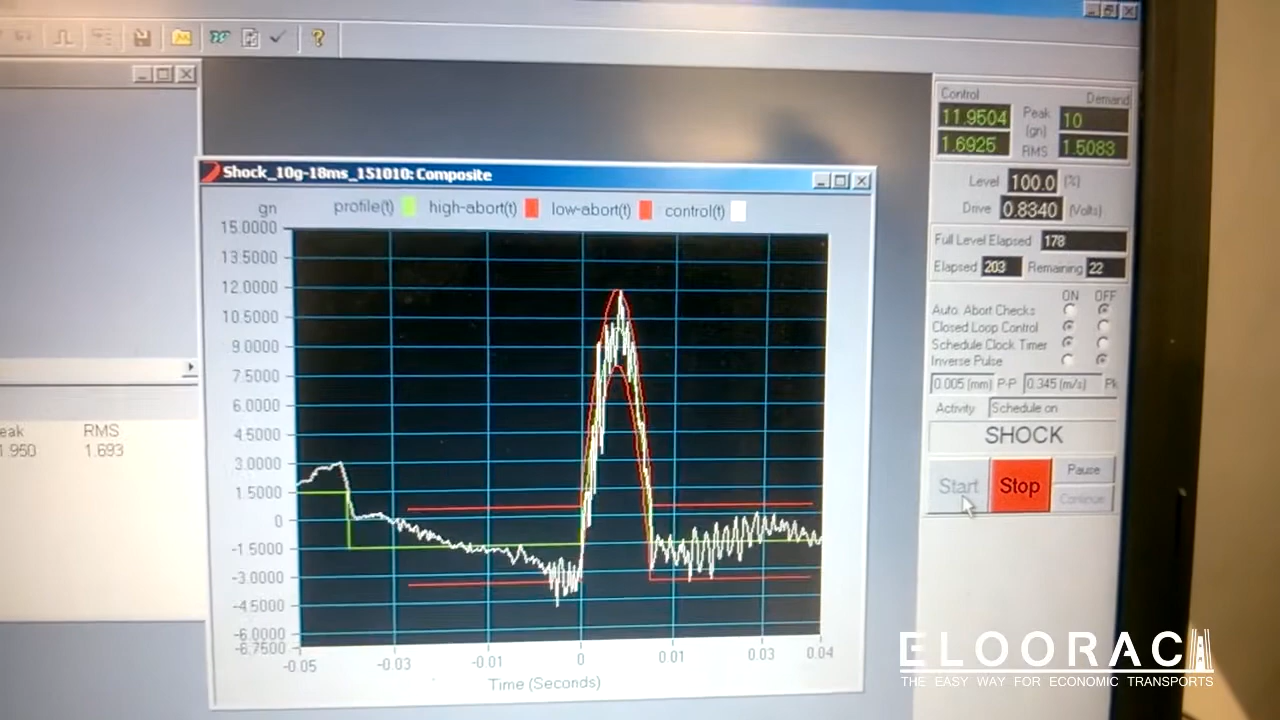 Shock_10g-18ms_151010: Composite
gn
profile(t) high-abort(t) low-abort(t) control(t)
15.0000
13.5000
12.0000
10.5000
9.0000
7.5000
6.0000
4.5000
3.0000
1.5000
0
-1.5000
-3.0000
-4.5000
-6.0000
-6.7500
-0.05 -0.03 -0.01 0 0.01 0.03 0.04
Time (Seconds)
eak RMS
1.950 1.693
Control Demand
11.9504 Peak 10
(gn)
1.6925 RMS 1.5083
Level 100.0 (%)
Drive 0.8340 (Volts)
Full Level Elapsed 178
Elapsed 203 Remaining 22
ON OFF
Auto. Abort Checks
Closed Loop Control
Schedule Clock Timer
Inverse Pulse
0.005 (mm) P-P 0.345 (m/s) Pk
Activity Schedule on
SHOCK
Start Stop Pause
Continue
ELOORAC
THE EASY WAY FOR ECONOMIC TRANSPORTS